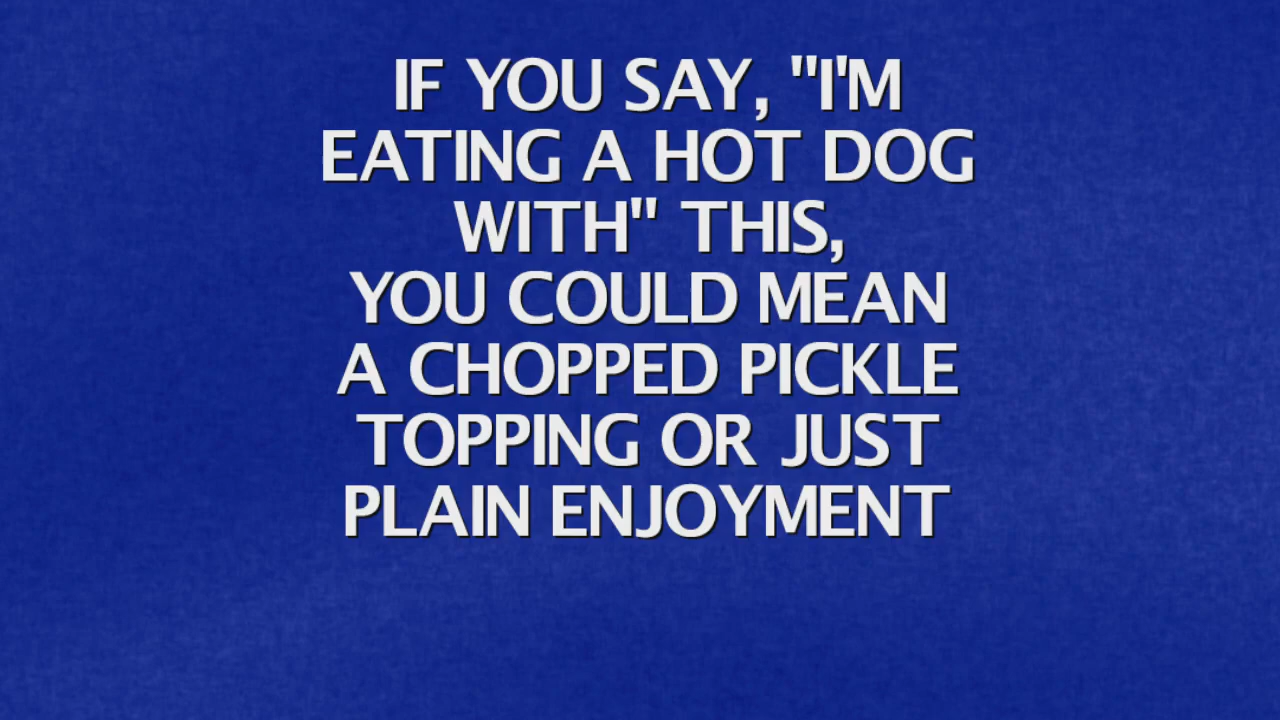 IF YOU SAY, "I'M
EATING A HOT DOG
WITH" THIS,
YOU COULD MEAN
A CHOPPED PICKLE
TOPPING OR JUST
PLAIN ENJOYMENT